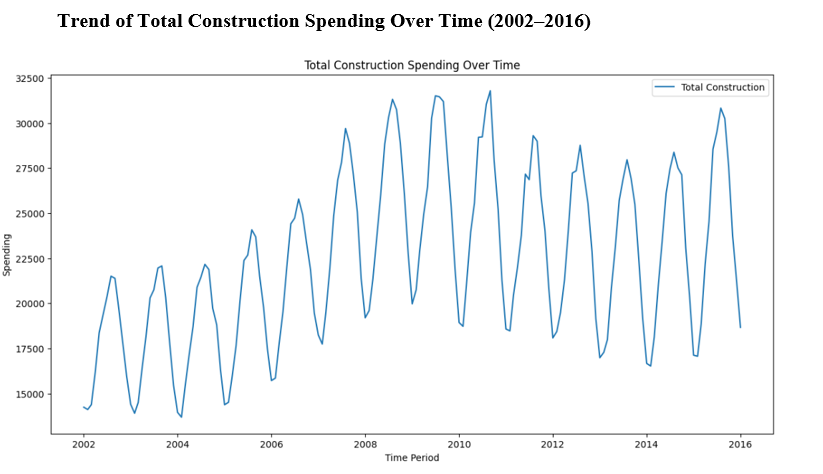 Trend of Total Construction Spending Over Time (2002–2016)
Total Construction Spending Over Time
Total Construction
32500
30000
27500
25000
22500
20000
17500
15000
Spending
2002 2004 2006 2008 2010 2012 2014 2016
Time Period